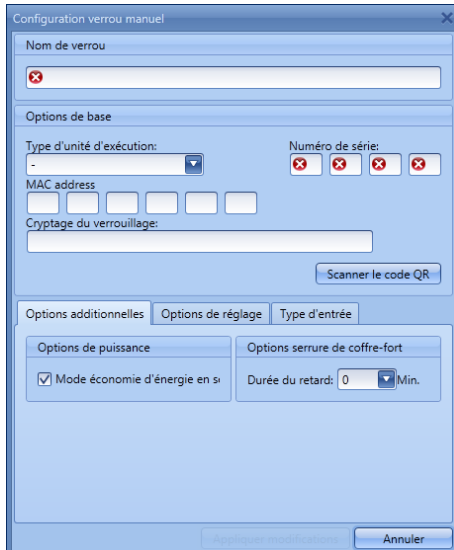 Configuration verrou manuel
Nom de verrou
Options de base
Type d'unité d'exécution:
Numéro de série:
-
MAC address
Cryptage du verrouillage:
Scanner le code QR
Options additionnelles Options de réglage Type d'entrée
Options de puissance Options serrure de coffre-fort
Mode économie d'énergie en Durée du retard: 0 Min.
Appliquer modifications Annuler